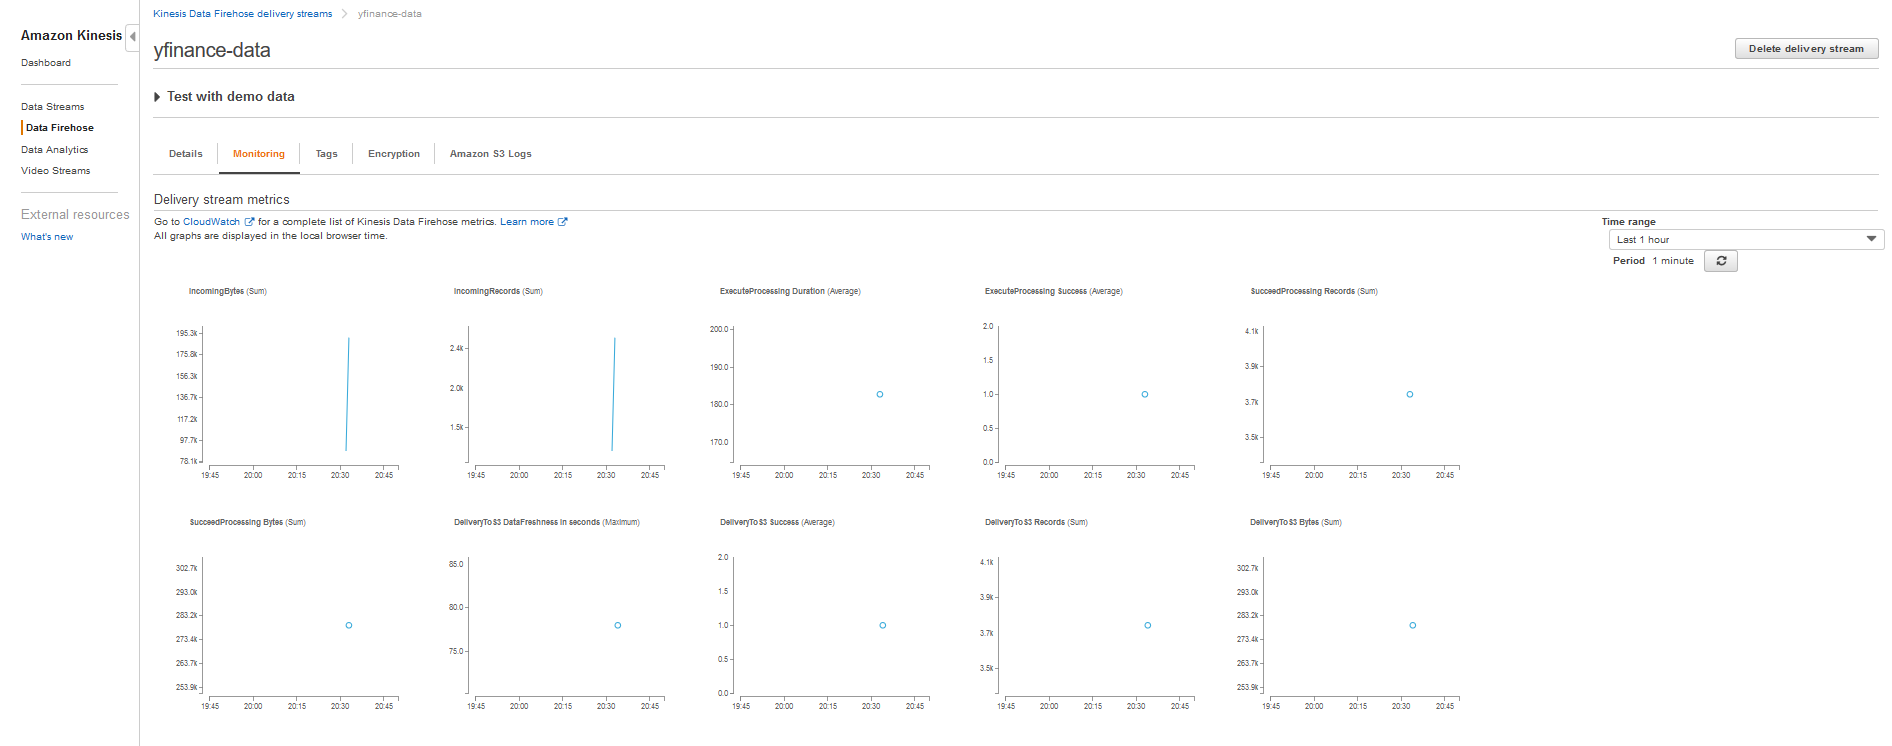 Kinesis Data Firehose delivery streams > yfinance-data
Amazon Kinesis
Dashboard
Data Streams
Data Firehose
Data Analytics
Video Streams
External resources
What's new
yfinance-data
Delete delivery stream
Test with demo data
Details
Monitoring
Tags
Encryption
Amazon S3 Logs
Delivery stream metrics
Go to CloudWatch for a complete list of Kinesis Data Firehose metrics. Learn more
All graphs are displayed in the local browser time.
Time range
Last 1 hour
Period 1 minute
IncomingBytes (Sum)
195.3k
175.8k
156.3k
136.7k
117.2k
97.7k
78.1k
19:45 20:00 20:15 20:30 20:45
IncomingRecords (Sum)
2.4k
2.0k
1.5k
19:45 20:00 20:15 20:30 20:45
ExecuteProcessing Duration (Average)
200.0
190.0
180.0
170.0
19:45 20:00 20:15 20:30 20:45
ExecuteProcessing Success (Average)
2.0
1.5
1.0
0.5
0.0
19:45 20:00 20:15 20:30 20:45
SucceedProcessing Records (Sum)
4.1k
3.9k
3.7k
3.5k
19:45 20:00 20:15 20:30 20:45
SucceedProcessing Bytes (Sum)
302.7k
293.0k
283.2k
273.4k
263.7k
253.9k
19:45 20:00 20:15 20:30 20:45
DeliveryToS3 DataFreshness in seconds (Maximum)
85.0
80.0
75.0
19:45 20:00 20:15 20:30 20:45
DeliveryToS3 Success (Average)
2.0
1.5
1.0
0.5
0.0
19:45 20:00 20:15 20:30 20:45
DeliveryToS3 Records (Sum)
4.1k
3.9k
3.7k
3.5k
19:45 20:00 20:15 20:30 20:45
DeliveryToS3 Bytes (Sum)
302.7k
293.0k
283.2k
273.4k
263.7k
253.9k
19:45 20:00 20:15 20:30 20:45